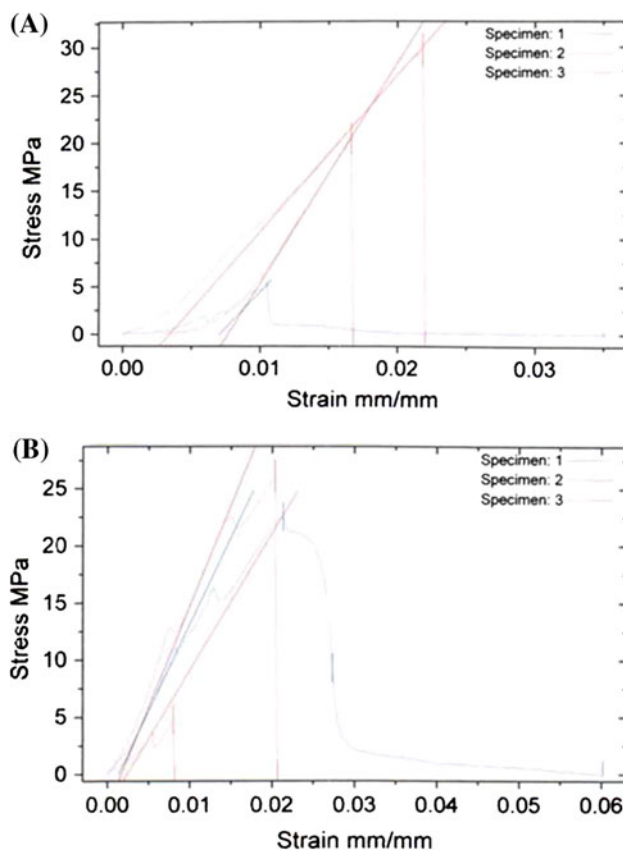 (A)
30
25
20
15
10
5
0
Stress MPa
Specimen: 1
Specimen: 2
Specimen: 3
0.00 0.01 0.02 0.03
Strain mm/mm
(B)
25
20
15
10
5
0
Stress MPa
Specimen: 1
Specimen: 2
Specimen: 3
0.00 0.01 0.02 0.03 0.04 0.05 0.06
Strain mm/mm